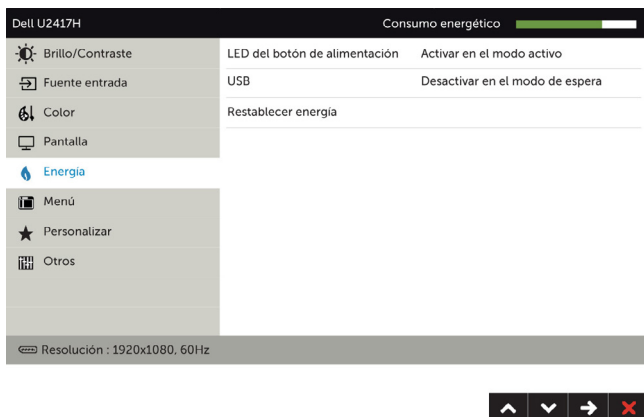 Dell U2417H Consumo energético
Brillo/Contraste LED del botón de alimentación Activar en el modo activo
Fuente entrada USB Desactivar en el modo de espera
Color Restablecer energía
Pantalla
Energía
Menú
Personalizar
Otros
Resolución : 1920x1080, 60Hz